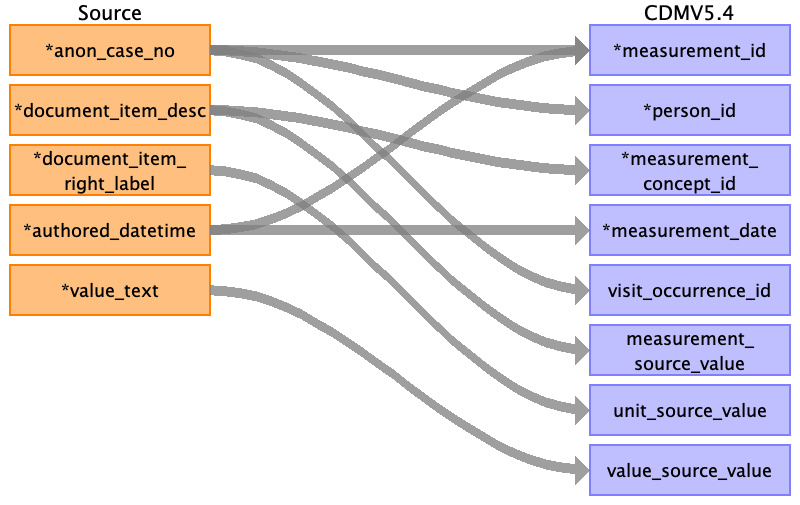 Source
CDMV5.4
*anon_case_no
*measurement_id
*document_item_desc
*person_id
*document_item_
right_label
*measurement_
concept_id
*authored_datetime
*measurement_date
*value_text
visit_occurrence_id
measurement_
source_value
unit_source_value
value_source_value